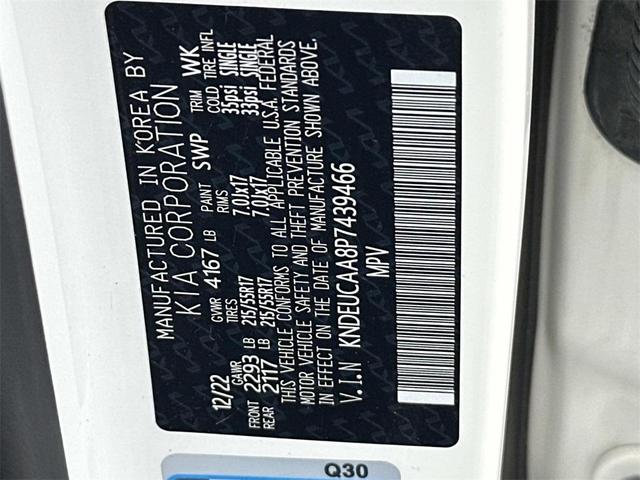 MANUFACTURED IN KOREA BY
KIA CORPORATION
12/22 GVWR 4167 LB PAINT SWP TRIM WK
GAWR TIRES RIMS COLD TIRE INFL
FRONT 2293 LB 215/55R17 7.0Jx17 35psi SINGLE
REAR 2117 LB 215/55R17 7.0Jx17 33psi SINGLE
THIS VEHICLE CONFORMS TO ALL APPLICABLE U.S.A. FEDERAL
MOTOR VEHICLE SAFETY AND THEFT PREVENTION STANDARDS
IN EFFECT ON THE DATE OF MANUFACTURE SHOWN ABOVE.
V.I.N KNDEUCAA8P7439466
MPV
Q30